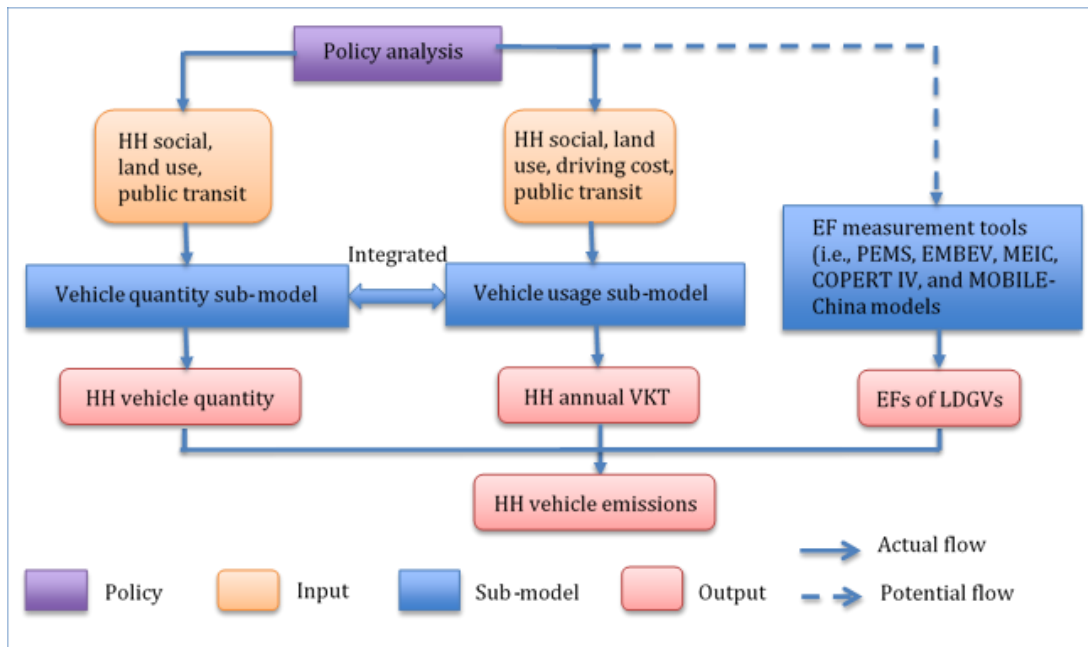 Policy analysis
HH social,
land use,
public transit
HH social, land
use, driving cost,
public transit
EF measurement tools
(i.e., PEMS, EMBEV, MEIC,
COPERT IV, and MOBILE-
China models
Integrated
Vehicle quantity sub-model
Vehicle usage sub-model
HH vehicle quantity
HH annual VKT
EFs of LDGVs
HH vehicle emissions
Policy
Input
Sub-model
Output
Actual flow
Potential flow